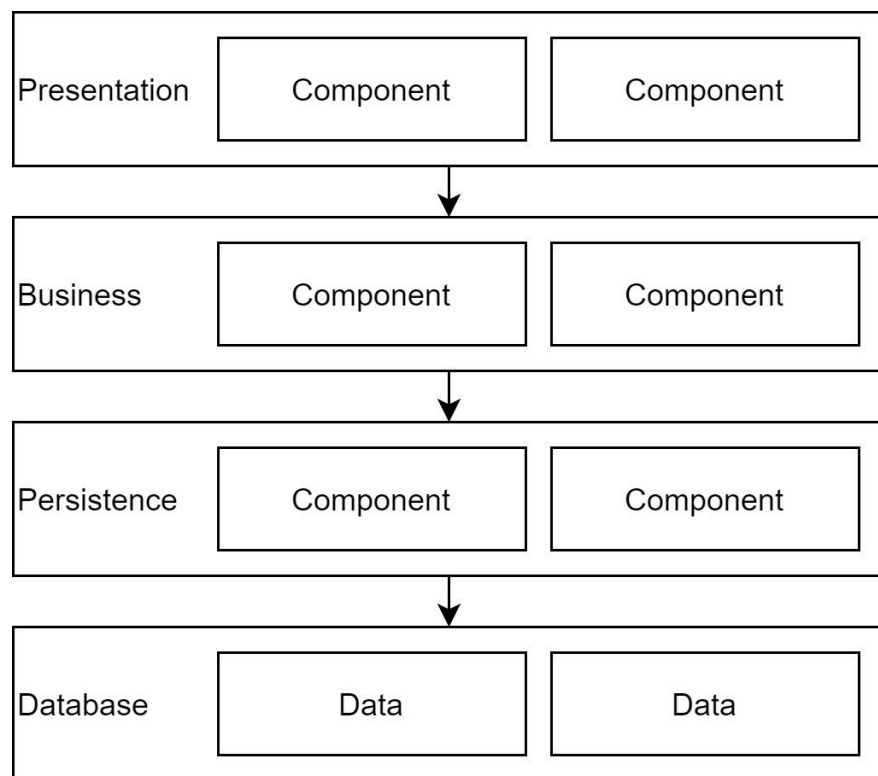 Presentation Component Component
Business Component Component
Persistence Component Component
Database Data Data